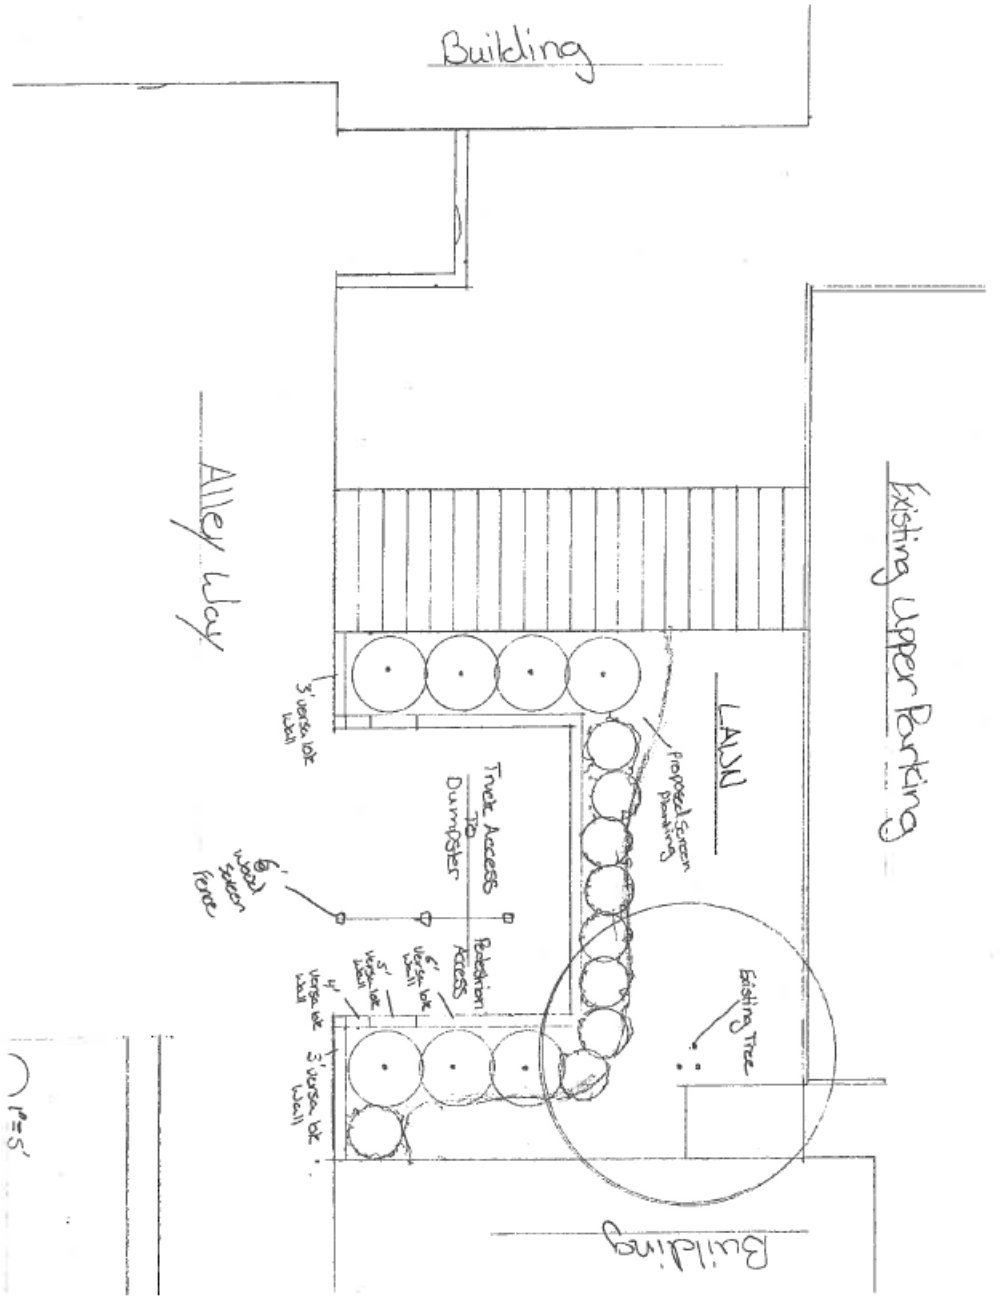 Building
Alley Way
Existing Upper Parking
LAWN
Proposed Screen
Planting
3' versa lok
Wall
Truck Access
To
Dumpster
Pedestrian
Access
6'
Wood
Screen
Fence
6'
Versa lok
Wall
5'
versa lok
Wall
4'
versa lok
Wall
3' versa lok
Wall
Existing Tree
Building
1"=5'